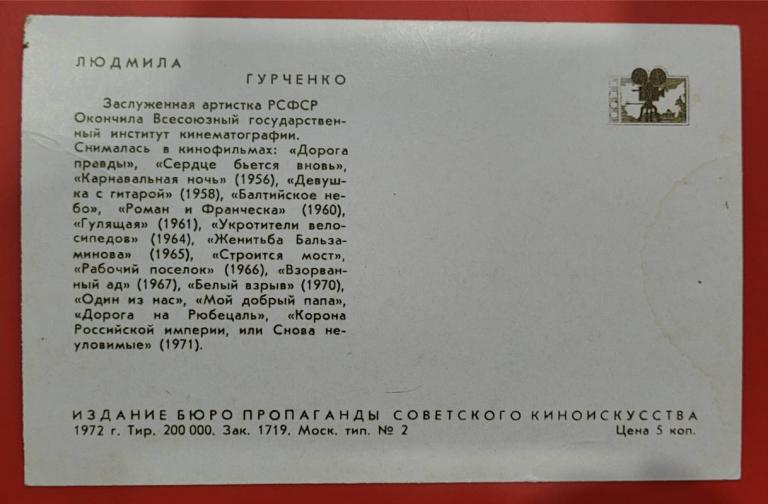 ЛЮДМИЛА
ГУРЧЕНКО
Заслуженная артистка РСФСР
Окончила Всесоюзный государствен-
ный институт кинематографии.
Снималась в кинофильмах: «Дорога
правды», «Сердце бьется вновь»,
«Карнавальная ночь» (1956), «Девуш-
ка с гитарой» (1958), «Балтийское не-
бо», «Роман и Франческа» (1960),
«Гулящая» (1961), «Укротители вело-
сипедов» (1964), «Женитьба Бальза-
минова» (1965), «Строится мост»,
«Рабочий поселок» (1966), «Взорван-
ный ад» (1967), «Белый взрыв» (1970),
«Один из нас», «Мой добрый папа»,
«Дорога на Рюбецаль», «Корона
Российской империи, или Снова не-
уловимые» (1971).
ИЗДАНИЕ БЮРО ПРОПАГАНДЫ СОВЕТСКОГО КИНОИСКУССТВА
1972 г. Тир. 200 000. Зак. 1719. Моск. тип. № 2 Цена 5 коп.